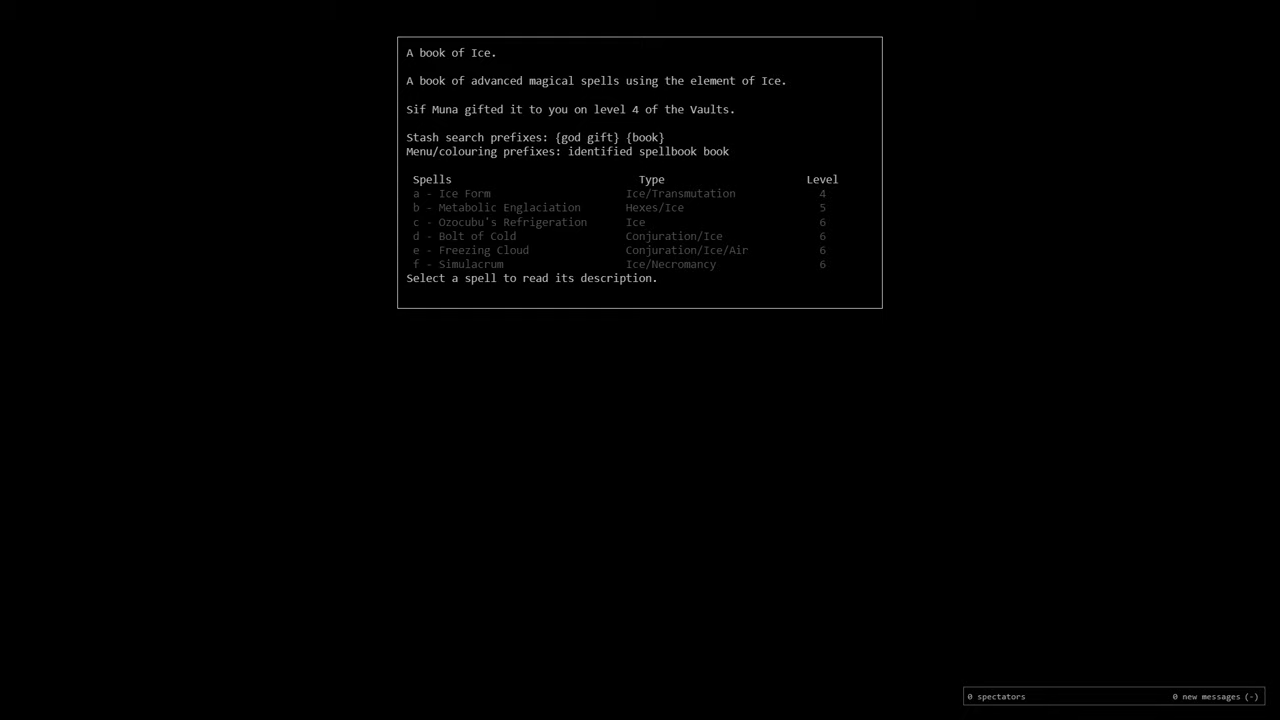 A book of Ice.
A book of advanced magical spells using the element of Ice.
Sif Muna gifted it to you on level 4 of the Vaults.
Stash search prefixes: {god gift} {book}
Menu/colouring prefixes: identified spellbook book
Spells Type Level
a - Ice Form Ice/Transmutation 4
b - Metabolic Englaciation Hexes/Ice 5
c - Ozocubu's Refrigeration Ice 6
d - Bolt of Cold Conjuration/Ice 6
e - Freezing Cloud Conjuration/Ice/Air 6
f - Simulacrum Ice/Necromancy 6
Select a spell to read its description.
0 spectators 0 new messages (-)